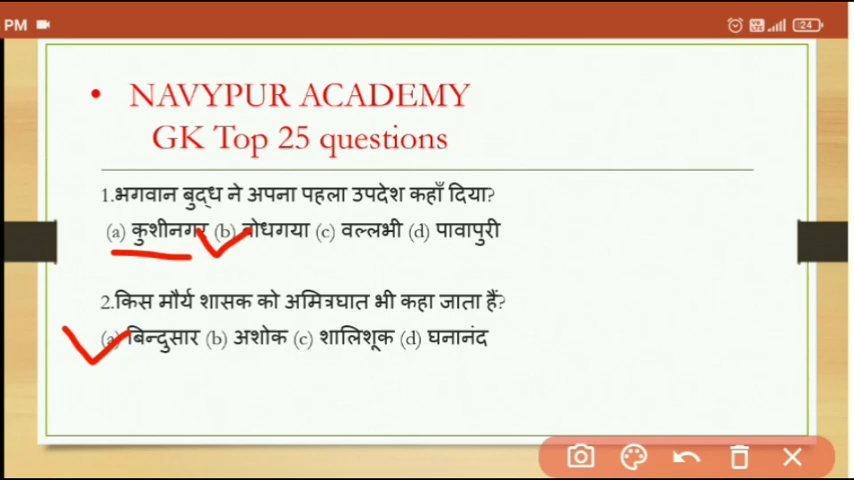 PM
24
• NAVYPUR ACADEMY
GK Top 25 questions
1.भगवान बुद्ध ने अपना पहला उपदेश कहाँ दिया?
(a) कुशीनगर (b) बोधगया (c) वल्लभी (d) पावापुरी
2.किस मौर्य शासक को अमित्रघात भी कहा जाता हैं?
(a) बिन्दुसार (b) अशोक (c) शालिशूक (d) घनानंद